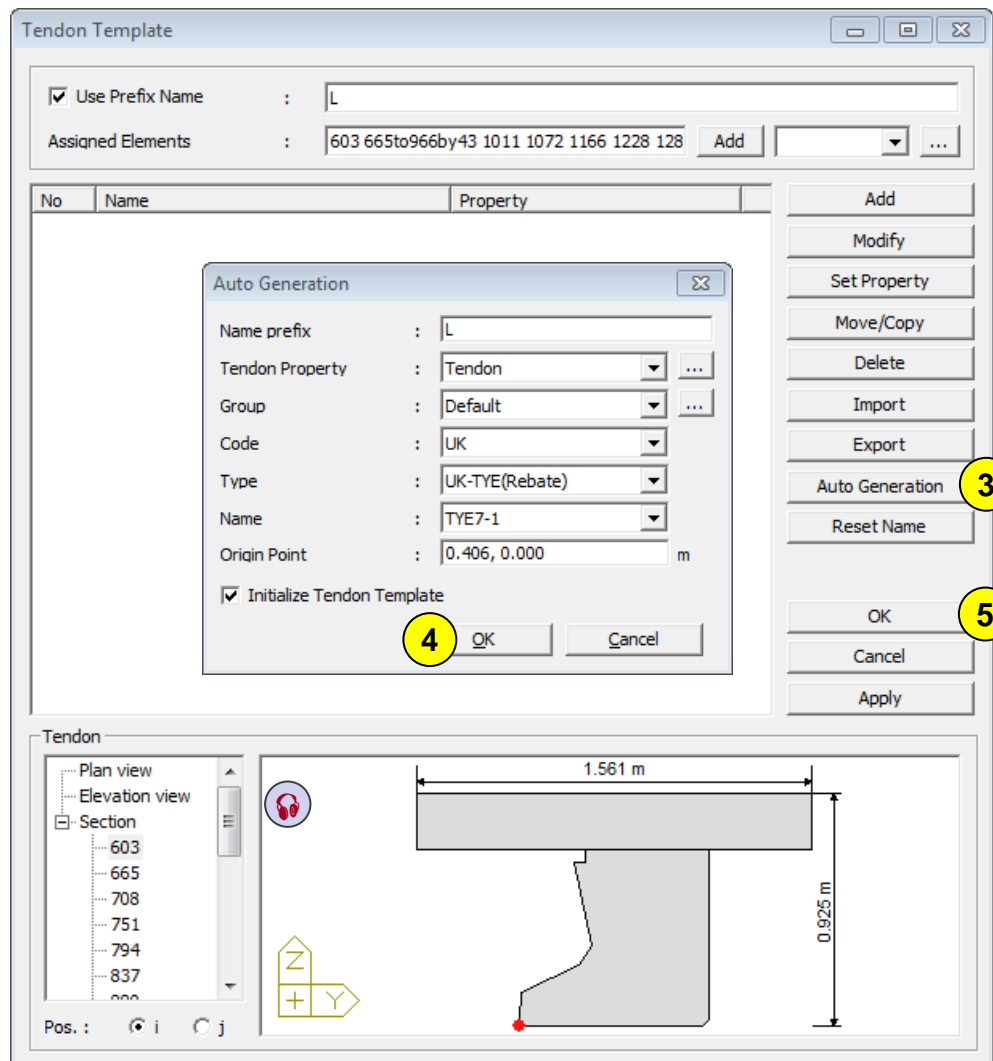 Tendon Template
Use Prefix Name : L
Assigned Elements : 603 665to966by43 1011 1072 1166 1228 128 Add ...
No Name Property
Add
Modify
Set Property
Move/Copy
Delete
Import
Export
Auto Generation 3
Reset Name
OK 5
Cancel
Apply
Auto Generation
Name prefix : L
Tendon Property : Tendon ...
Group : Default ...
Code : UK
Type : UK-TYE(Rebate)
Name : TYE7-1
Origin Point : 0.406, 0.000 m
Initialize Tendon Template
4 OK Cancel
Tendon
Plan view
Elevation view
Section
603
665
708
751
794
837
Pos. : i j
1.561 m
0.925 m
Z
Y